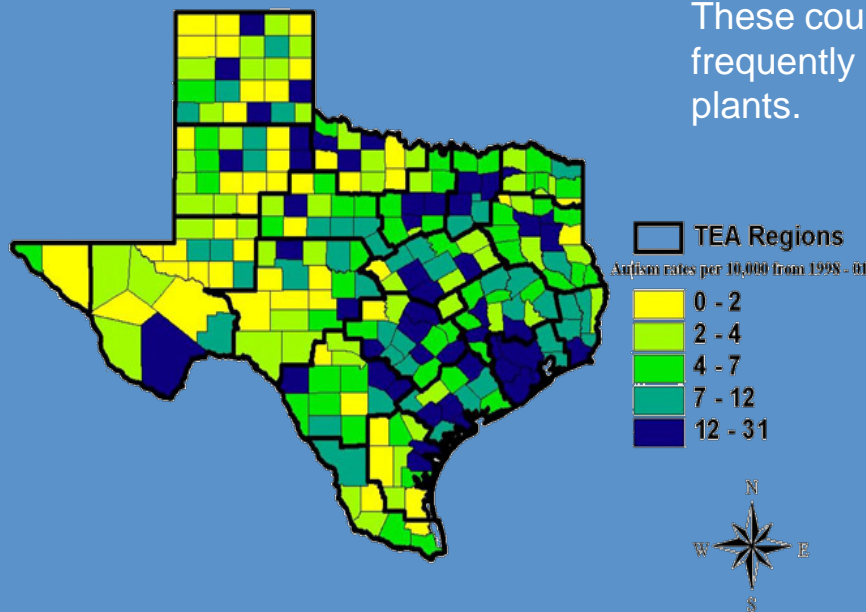 These cou
frequently
plants.
TEA Regions
Autism rates per 10,000 from 1998 - 01
0 - 2
2 - 4
4 - 7
7 - 12
12 - 31
N
W E
S